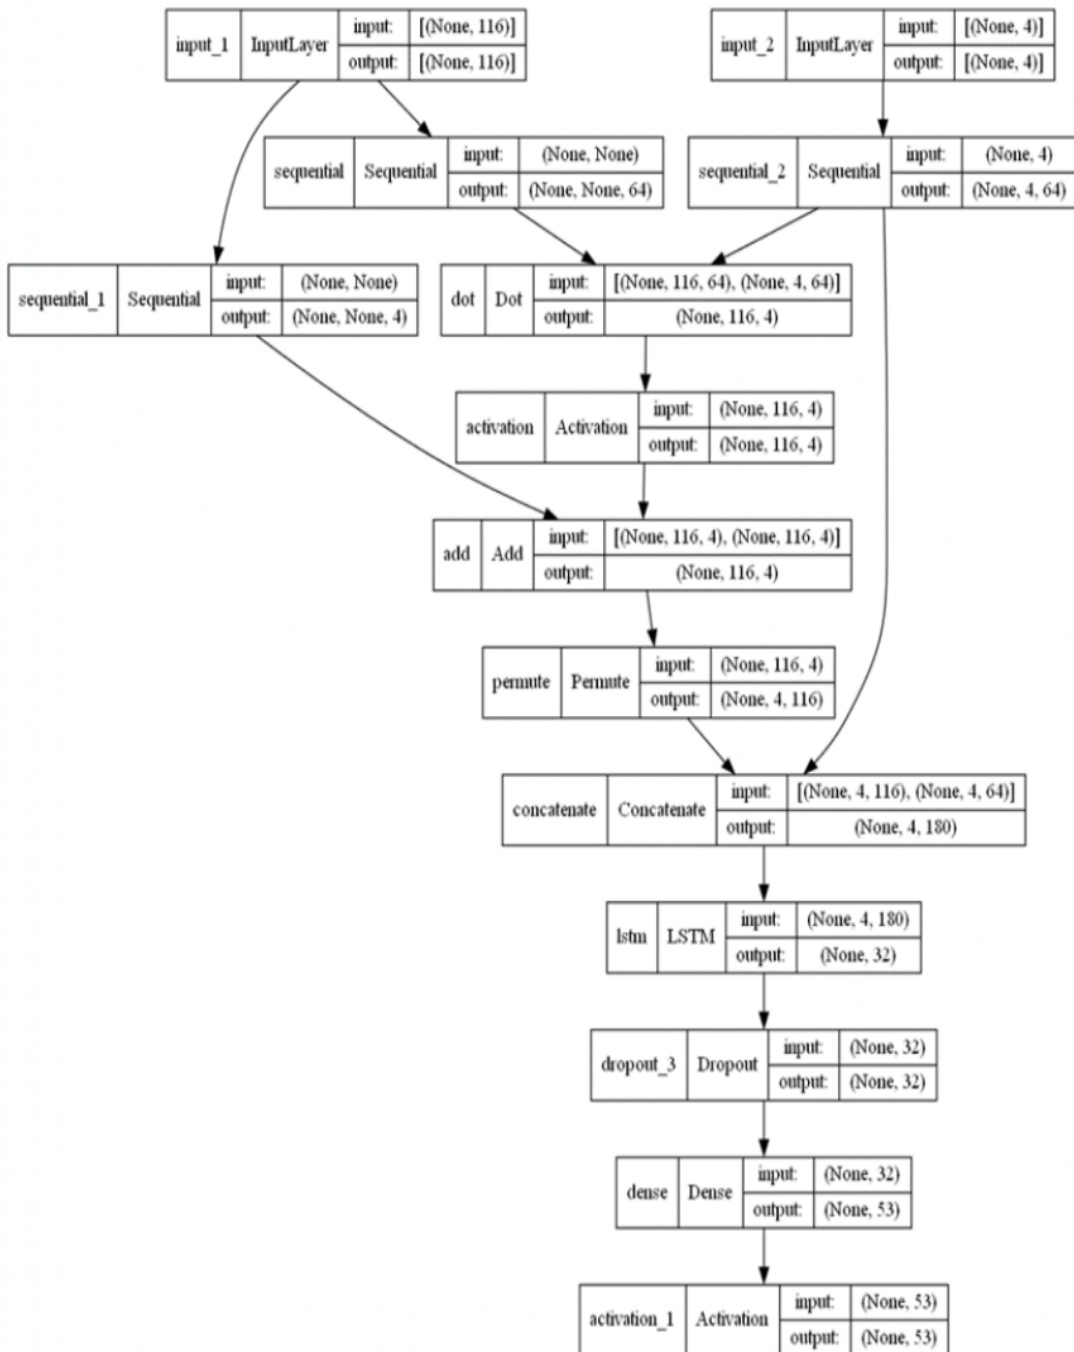 input_1 InputLayer input: [(None, 116)]
output: [(None, 116)]
input_2 InputLayer input: [(None, 4)]
output: [(None, 4)]
sequential Sequential input: (None, None)
output: (None, None, 64)
sequential_2 Sequential input: (None, 4)
output: (None, 4, 64)
sequential_1 Sequential input: (None, None)
output: (None, None, 4)
dot Dot input: [(None, 116, 64), (None, 4, 64)]
output: (None, 116, 4)
activation Activation input: (None, 116, 4)
output: (None, 116, 4)
add Add input: [(None, 116, 4), (None, 116, 4)]
output: (None, 116, 4)
permute Permute input: (None, 116, 4)
output: (None, 4, 116)
concatenate Concatenate input: [(None, 4, 116), (None, 4, 64)]
output: (None, 4, 180)
lstm LSTM input: (None, 4, 180)
output: (None, 32)
dropout_3 Dropout input: (None, 32)
output: (None, 32)
dense Dense input: (None, 32)
output: (None, 53)
activation_1 Activation input: (None, 53)
output: (None, 53)